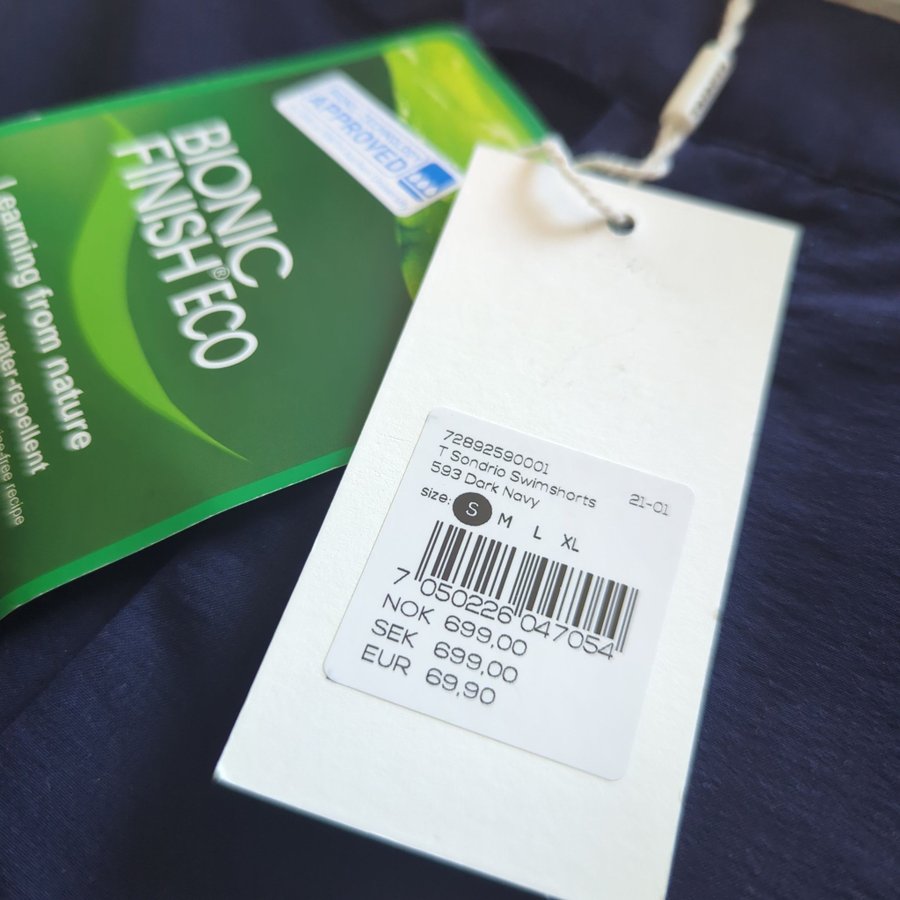 BIONIC
FINISH® ECO
Learning from nature
water-repellent
recipe
APPROVED
72892590001
T Sondrio Swimshorts 21-01
593 Dark Navy
size: S M L XL
7 050226 047054
NOK 699,00
SEK 699,00
EUR 69,90